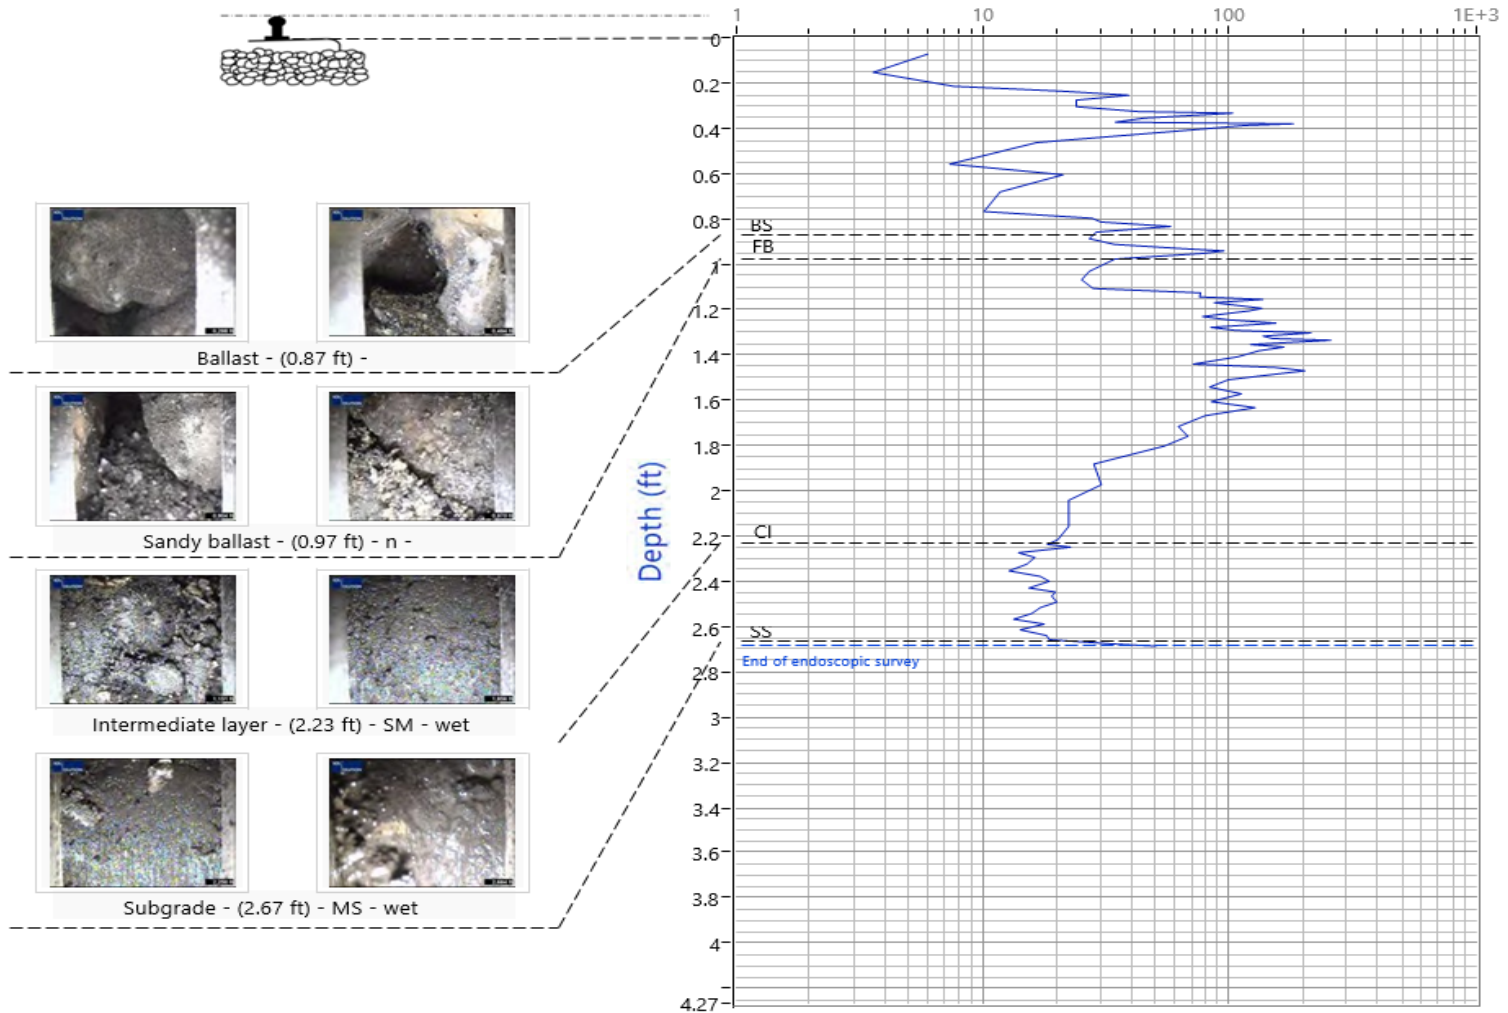 1 10 100 1E+3
0
0.2
0.4
0.6
0.8
BS
FB
1
1.2
Ballast - (0.87 ft) -
1.4
1.6
1.8
Sandy ballast - (0.97 ft) - n -
Depth (ft)
2
CI
2.2
2.4
2.6
SS
End of endoscopic survey
2.8
Intermediate layer - (2.23 ft) - SM - wet
3
3.2
3.4
3.6
3.8
Subgrade - (2.67 ft) - MS - wet
4
4.27